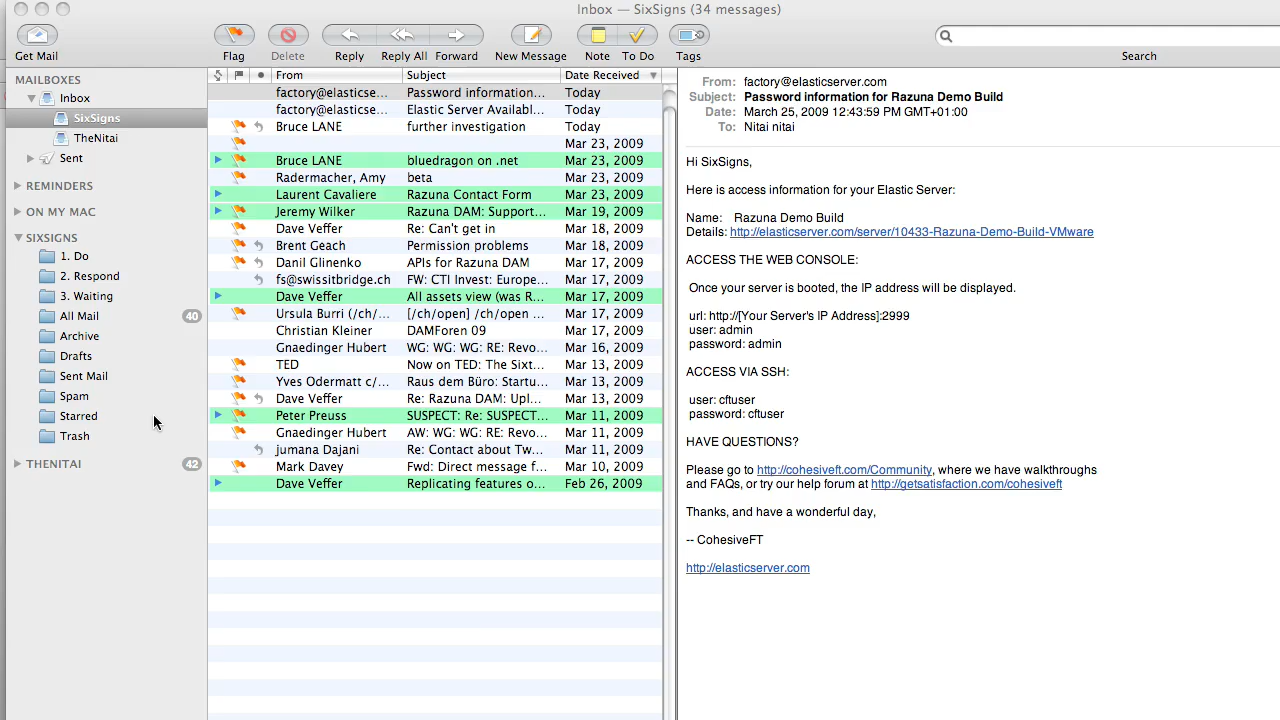 Inbox — SixSigns (34 messages)
Get Mail Flag Delete Reply Reply All Forward New Message Note To Do Tags Search
MAILBOXES
Inbox
SixSigns
TheNitai
Sent
REMINDERS
ON MY MAC
SIXSIGNS
1. Do
2. Respond
3. Waiting
All Mail 40
Archive
Drafts
Sent Mail
Spam
Starred
Trash
THENITAI 42
From Subject Date Received
factory@elasticse... Password information... Today
factory@elasticse... Elastic Server Availabl... Today
Bruce LANE further investigation Today
Mar 23, 2009
Bruce LANE bluedragon on .net Mar 23, 2009
Radermacher, Amy beta Mar 23, 2009
Laurent Cavaliere Razuna Contact Form Mar 23, 2009
Jeremy Wilker Razuna DAM: Support... Mar 19, 2009
Dave Veffer Re: Can't get in Mar 18, 2009
Brent Geach Permission problems Mar 18, 2009
Danil Glinenko APIs for Razuna DAM Mar 17, 2009
fs@swissitbridge.ch FW: CTI Invest: Europe... Mar 17, 2009
Dave Veffer All assets view (was R... Mar 17, 2009
Ursula Burri (/ch/... [/ch/open] /ch/open ... Mar 17, 2009
Christian Kleiner DAMForen 09 Mar 17, 2009
Gnaedinger Hubert WG: WG: WG: RE: Revo... Mar 16, 2009
TED Now on TED: The Sixt... Mar 13, 2009
Yves Odermatt c/... Raus dem Büro: Startu... Mar 13, 2009
Dave Veffer Re: Razuna DAM: Upl... Mar 13, 2009
Peter Preuss SUSPECT: Re: SUSPECT... Mar 11, 2009
Gnaedinger Hubert AW: WG: WG: RE: Revo... Mar 11, 2009
jumana Dajani Re: Contact about Tw... Mar 11, 2009
Mark Davey Fwd: Direct message f... Mar 10, 2009
Dave Veffer Replicating features o... Feb 26, 2009
From: factory@elasticserver.com
Subject: Password information for Razuna Demo Build
Date: March 25, 2009 12:43:59 PM GMT+01:00
To: Nitai nitai
Hi SixSigns,
Here is access information for your Elastic Server:
Name: Razuna Demo Build
Details: http://elasticserver.com/server/10433-Razuna-Demo-Build-VMware
ACCESS THE WEB CONSOLE:
Once your server is booted, the IP address will be displayed.
url: http://[Your Server's IP Address]:2999
user: admin
password: admin
ACCESS VIA SSH:
user: cftuser
password: cftuser
HAVE QUESTIONS?
Please go to http://cohesiveft.com/Community, where we have walkthroughs
and FAQs, or try our help forum at http://getsatisfaction.com/cohesiveft
Thanks, and have a wonderful day,
-- CohesiveFT
http://elasticserver.com